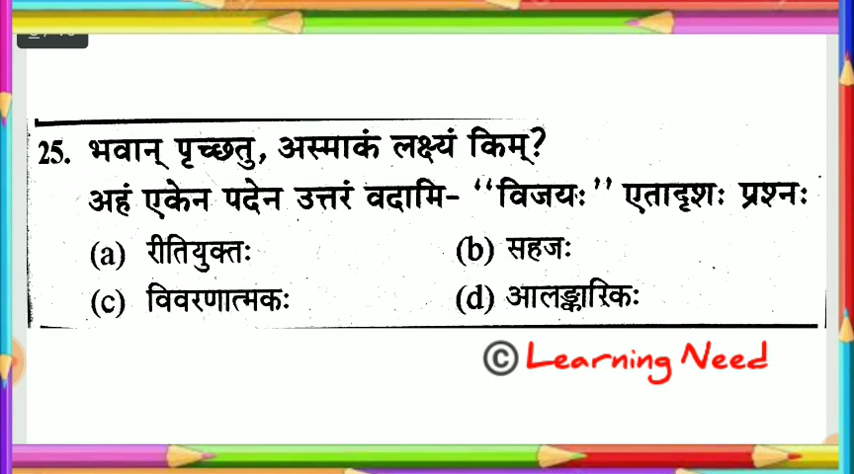 25. भवान् पृच्छतु, अस्माकं लक्ष्यं किम्?
अहं एकेन पदेन उत्तरं वदामि- ‘‘विजयः’’ एतादृशः प्रश्नः
(a) रीतियुक्तः (b) सहजः
(c) विवरणात्मकः (d) आलङ्कारिकः
© Learning Need